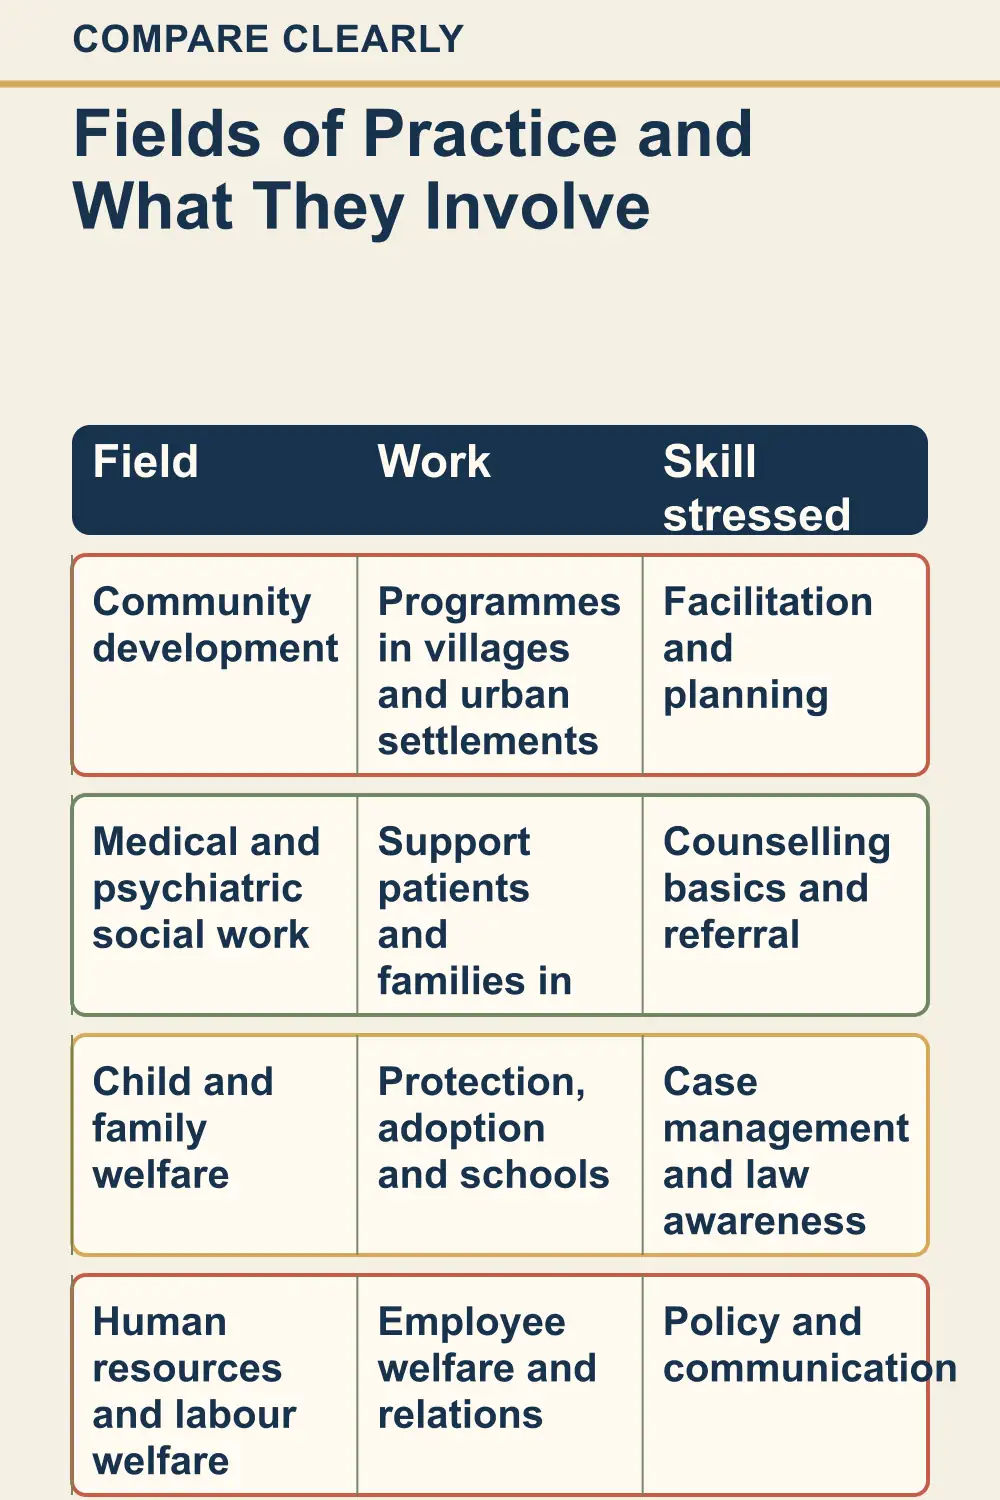 COMPARE CLEARLY
Fields of Practice and
What They Involve
Field
Work
Skill
stressed
Community
development
Programmes
in villages
and urban
settlements
Facilitation
and
planning
Medical and
psychiatric
social work
Support
patients
and
families in
Counselling
basics and
referral
Child and
family
welfare
Protection,
adoption
and schools
Case
management
and law
awareness
Human
resources
and labour
welfare
Employee
welfare and
relations
Policy and
communication